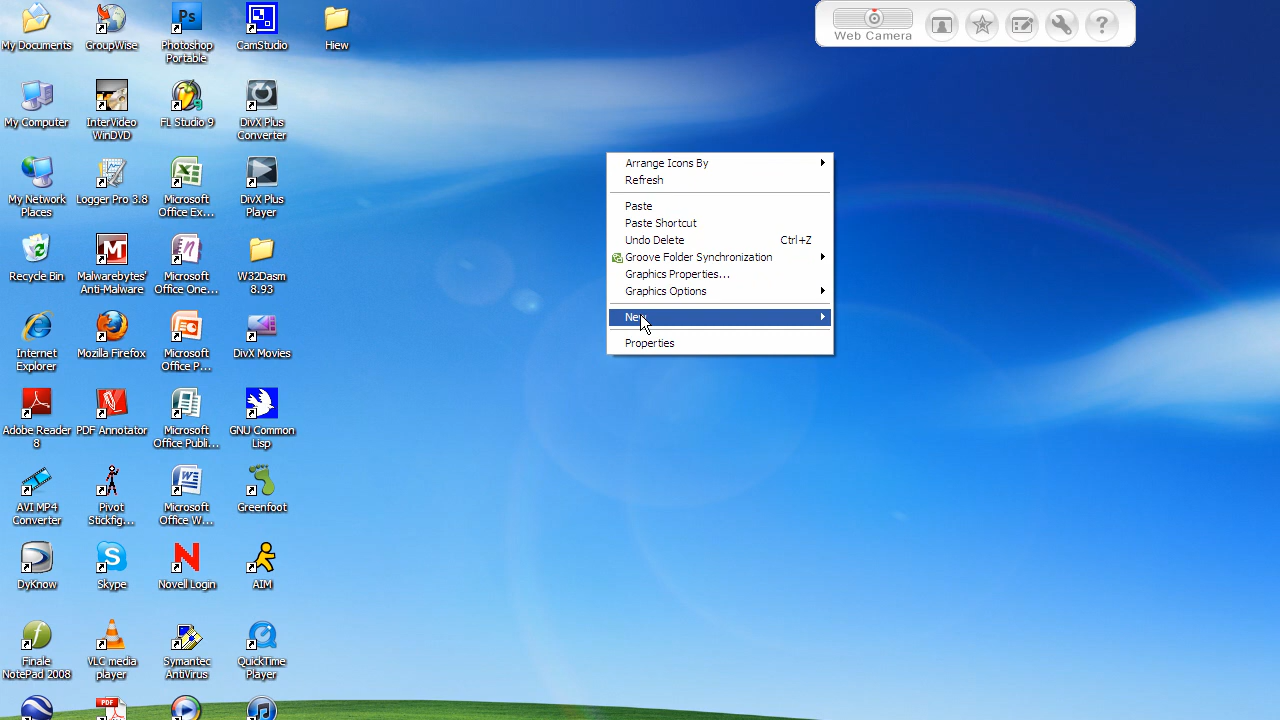 My Documents
GroupWise
Photoshop
Portable
CamStudio
Hiew
Web Camera
My Computer
InterVideo
WinDVD
FL Studio 9
DivX Plus
Converter
My Network
Places
Logger Pro 3.8
Microsoft
Office Ex...
DivX Plus
Player
Recycle Bin
Malwarebytes'
Anti-Malware
Microsoft
Office One...
W32Dasm
8.93
Internet
Explorer
Mozilla Firefox
Microsoft
Office P...
DivX Movies
Adobe Reader
8
PDF Annotator
Microsoft
Office Publi...
GNU Common
Lisp
AVI MP4
Converter
Pivot
Stickfig...
Microsoft
Office W...
Greenfoot
DyKnow
Skype
Novell Login
AIM
Finale
NotePad 2008
VLC media
player
Symantec
AntiVirus
QuickTime
Player
Arrange Icons By
Refresh
Paste
Paste Shortcut
Undo Delete Ctrl+Z
Groove Folder Synchronization
Graphics Properties...
Graphics Options
New
Properties